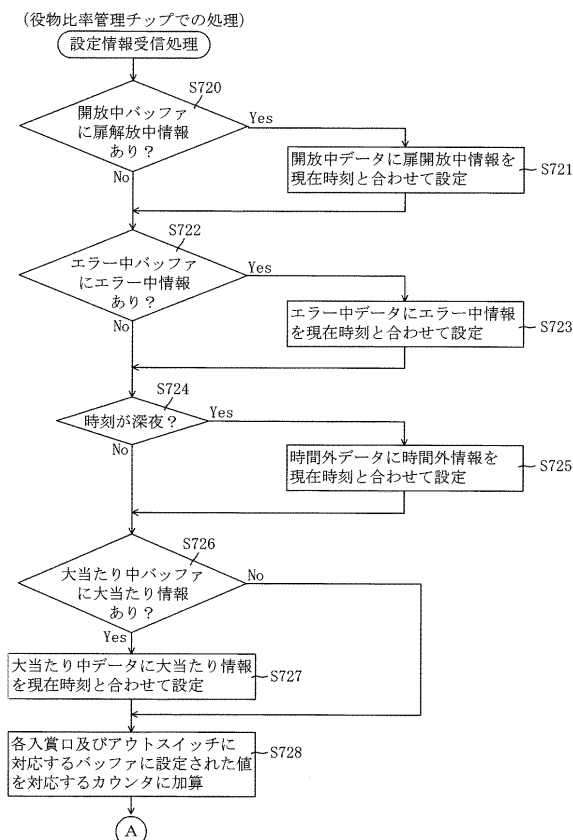 (役物比率管理チップでの処理)
設定情報受信処理
S720
開放中バッファ
に扉解放中情報
あり?
Yes
No
開放中データに扉開放中情報を
現在時刻と合わせて設定
S721
S722
エラー中バッファ
にエラー中情報
あり?
Yes
No
エラー中データにエラー中情報
を現在時刻と合わせて設定
S723
S724
時刻が深夜?
Yes
No
時間外データに時間外情報を
現在時刻と合わせて設定
S725
S726
大当たり中バッファ
に大当たり情報
あり?
No
Yes
大当たり中データに大当たり情報
を現在時刻と合わせて設定
S727
各入賞口及びアウトスイッチに
対応するバッファに設定された値
を対応するカウンタに加算
S728
A